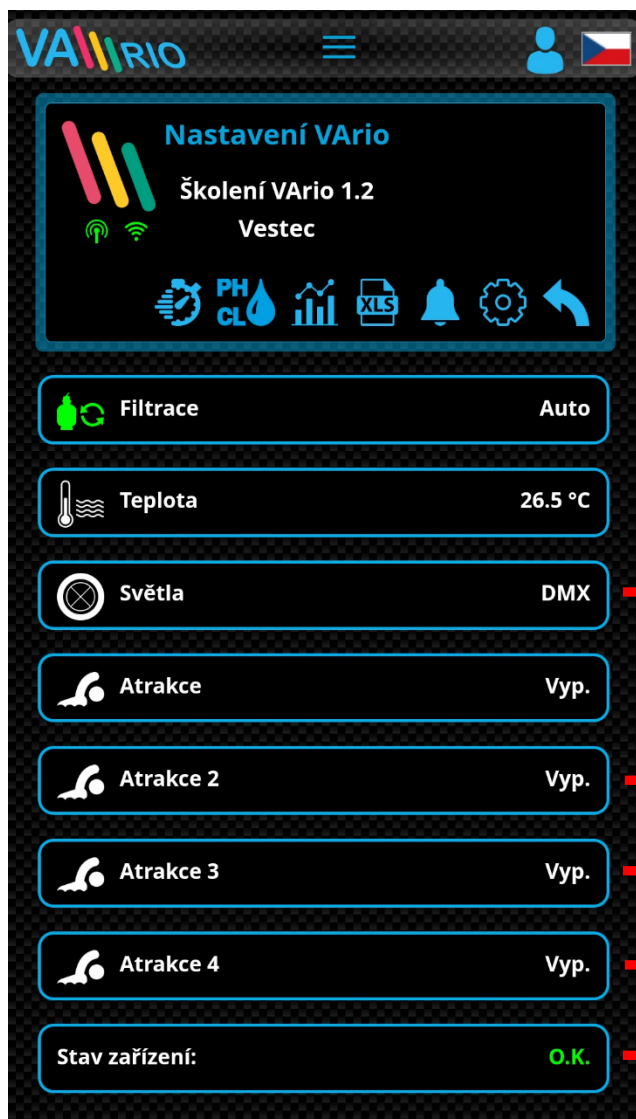 VArio
Nastavení VArio
Školení VArio 1.2
Vestec
PH
CL
XLS
Filtrace Auto
Teplota 26.5 °C
Světla DMX
Atrakce Vyp.
Atrakce 2 Vyp.
Atrakce 3 Vyp.
Atrakce 4 Vyp.
Stav zařízení: O.K.